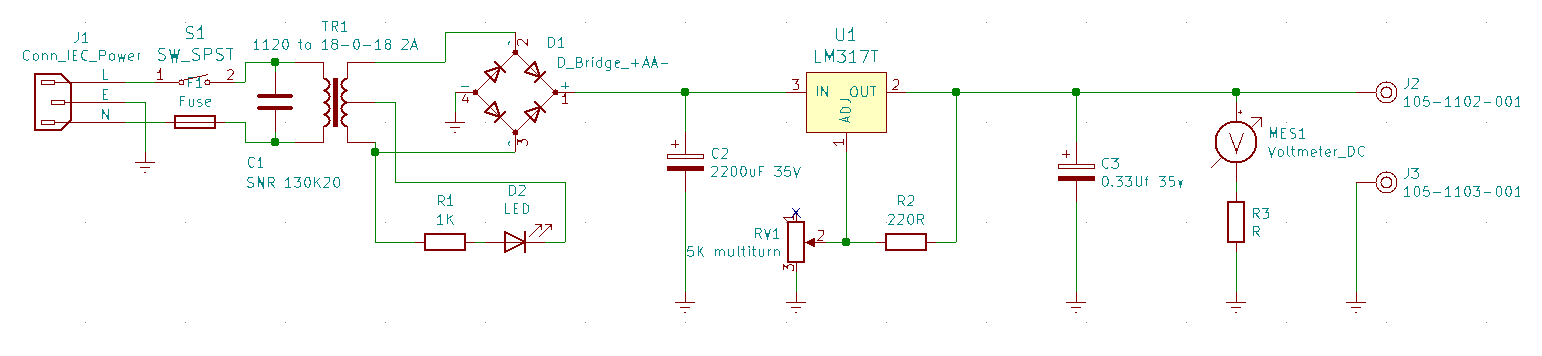 J1
Conn_IEC_Power
L
E
N
S1
SW_SPST
1
2
F1
Fuse
TR1
1120 to 18-0-18 2A
C1
SNR 130K20
D1
D_Bridge_+AA-
2
-
4
+
1
3
~
~
R1
1K
D2
LED
C2
2200uF 35V
+
U1
LM317T
3
IN
OUT
2
ADJ
1
RV1
5K multiturn
1
2
3
R2
220R
+
C3
0.33Uf 35v
+
V
MES1
Voltmeter_DC
R3
R
J2
105-1102-001
J3
105-1103-001